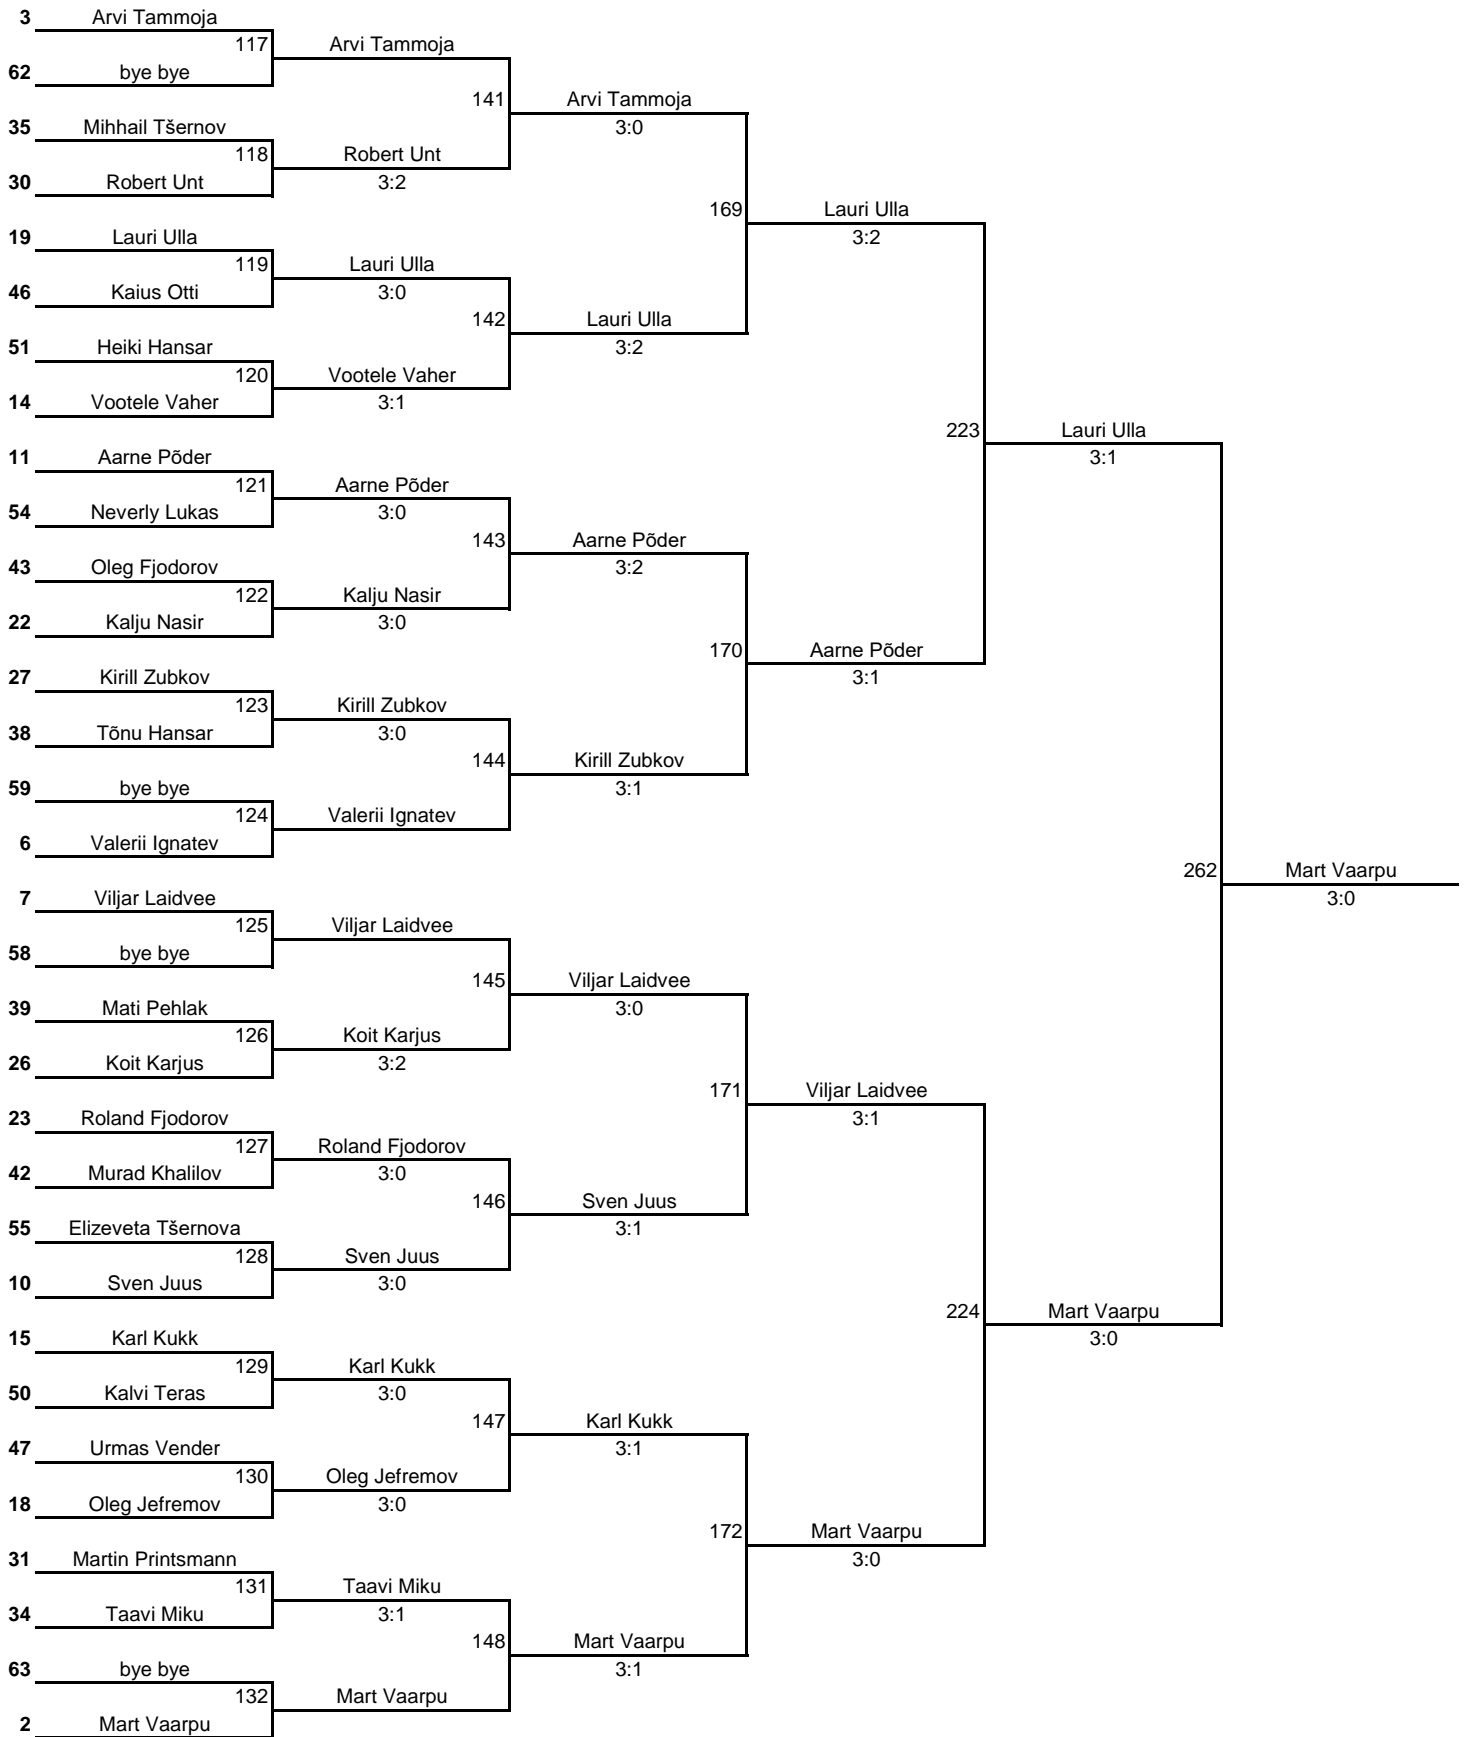 3 Arvi Tammoja
117 Arvi Tammoja
62 bye bye
141 Arvi Tammoja
35 Mihhail Tšernov 3:0
118 Robert Unt
30 Robert Unt 3:2
169 Lauri Ulla
19 Lauri Ulla 3:2
119 Lauri Ulla
46 Kaius Otti 3:0
142 Lauri Ulla
51 Heiki Hansar 3:2
120 Vootele Vaher
14 Vootele Vaher 3:1
223 Lauri Ulla
11 Aarne Põder 3:1
121 Aarne Põder
54 Neverly Lukas 3:0
143 Aarne Põder
43 Oleg Fjodorov 3:2
122 Kalju Nasir
22 Kalju Nasir 3:0
170 Aarne Põder
27 Kirill Zubkov 3:1
123 Kirill Zubkov
38 Tõnu Hansar 3:0
144 Kirill Zubkov
59 bye bye 3:1
124 Valerii Ignatev
6 Valerii Ignatev
262 Mart Vaarpu
7 Viljar Laidvee 3:0
125 Viljar Laidvee
58 bye bye
145 Viljar Laidvee
39 Mati Pehlak 3:0
126 Koit Karjus
26 Koit Karjus 3:2
171 Viljar Laidvee
23 Roland Fjodorov 3:1
127 Roland Fjodorov
42 Murad Khalilov 3:0
146 Sven Juus
55 Elizeveta Tšernova 3:1
128 Sven Juus
10 Sven Juus 3:0
224 Mart Vaarpu
15 Karl Kukk 3:0
129 Karl Kukk
50 Kalvi Teras 3:0
147 Karl Kukk
47 Urmas Vender 3:1
130 Oleg Jefremov
18 Oleg Jefremov 3:0
172 Mart Vaarpu
31 Martin Printsmann 3:0
131 Taavi Miku
34 Taavi Miku 3:1
148 Mart Vaarpu
63 bye bye 3:1
132 Mart Vaarpu
2 Mart Vaarpu